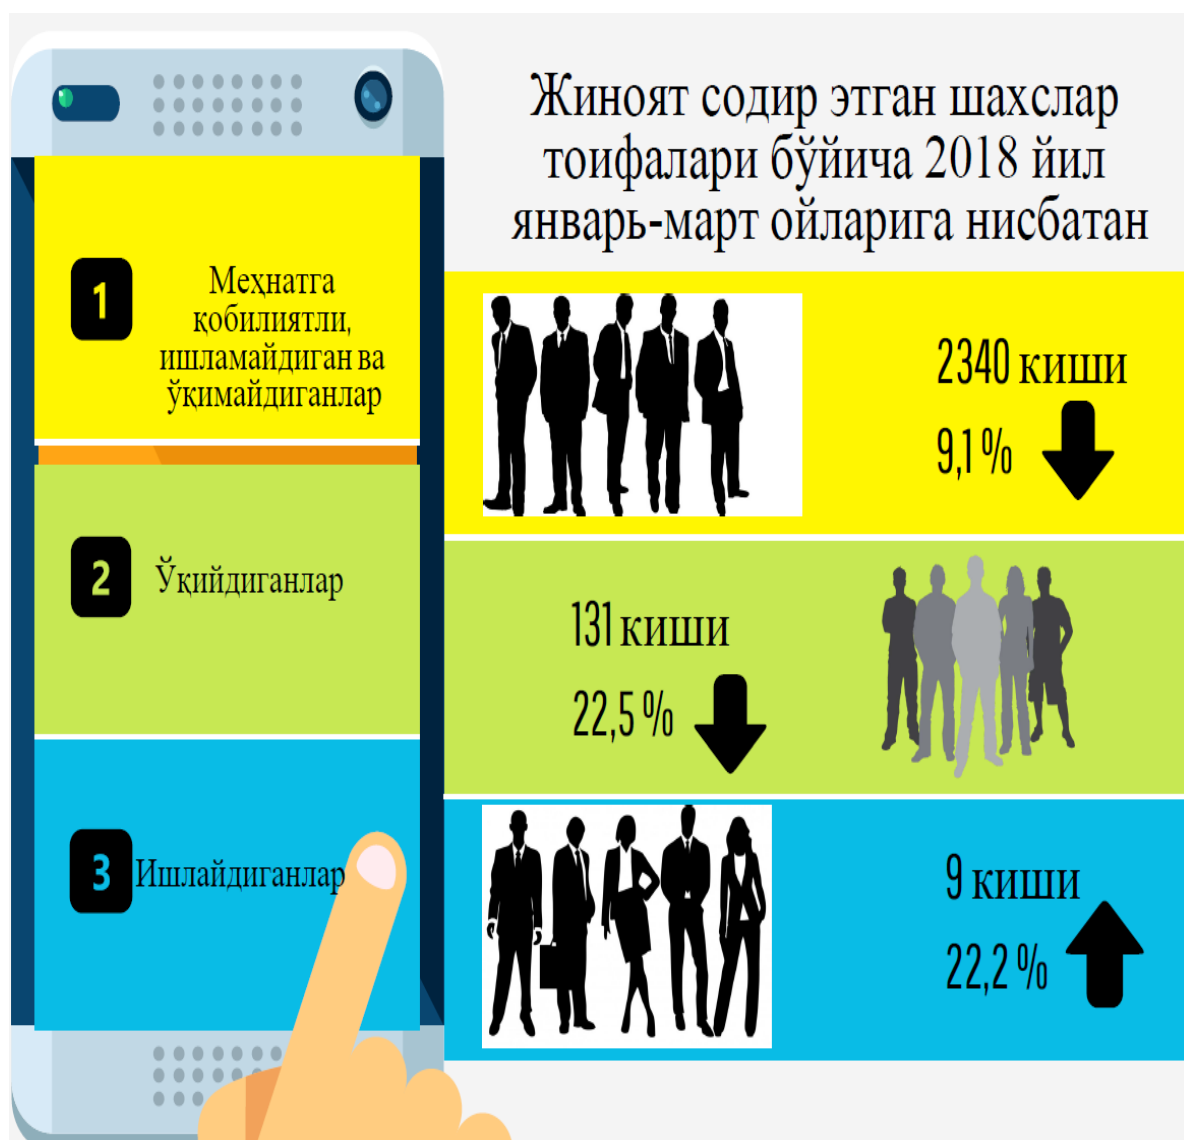 Жиноят содир этган шахслар
тоифалари бўйича 2018 йил
январь-март ойларига нисбатан
1
Меҳнатга
қобилиятли,
ишламайдиган ва
ўқимайдиганлар
2340 киши
9,1 %
2
Ўқийдиганлар
131 киши
22,5 %
3
Ишлайдиганлар
9 киши
22,2 %